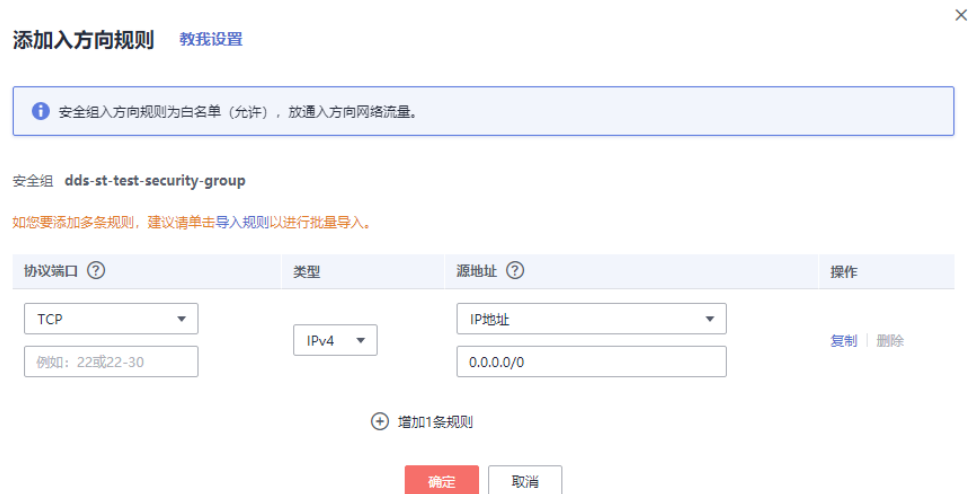 添加入方向规则 教我设置
安全组入方向规则为白名单（允许），放通入方向网络流量。
安全组 dds-st-test-security-group
如您要添加多条规则，建议请单击导入规则以进行批量导入。
协议端口 类型 源地址 操作
TCP IP地址
IPv4 复制 删除
例如：22或22-30 0.0.0.0/0
增加1条规则
确定 取消